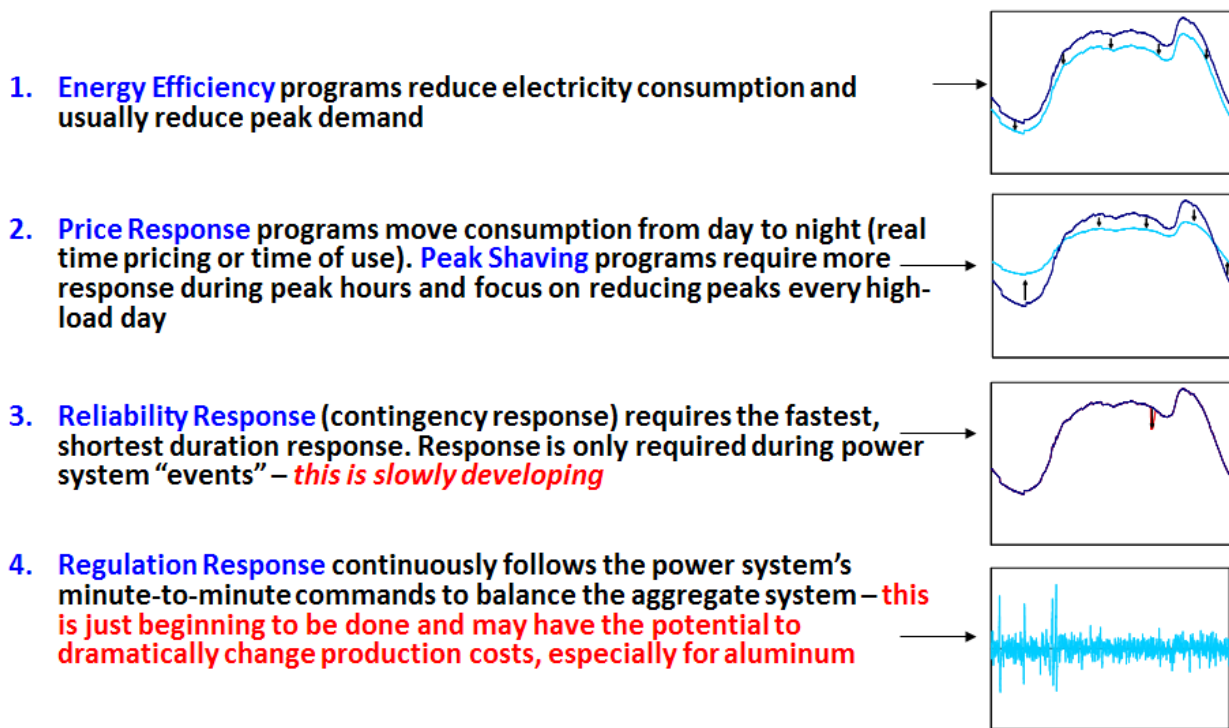 1. Energy Efficiency programs reduce electricity consumption and
usually reduce peak demand
2. Price Response programs move consumption from day to night (real
time pricing or time of use). Peak Shaving programs require more
response during peak hours and focus on reducing peaks every high-
load day
3. Reliability Response (contingency response) requires the fastest,
shortest duration response. Response is only required during power
system “events” – this is slowly developing
4. Regulation Response continuously follows the power system’s
minute-to-minute commands to balance the aggregate system – this
is just beginning to be done and may have the potential to
dramatically change production costs, especially for aluminum